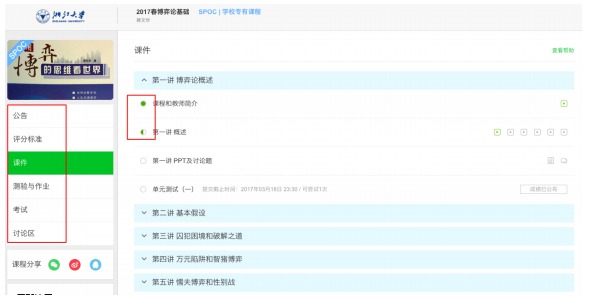 浙江大学
2017春博弈论基础 SPOC | 学校专有课程
SPOC
博弈
的思维看世界
公告
评分标准
课件
测验与作业
考试
讨论区
课程分享
课件
查看帮助
第一讲 博弈论概述
课程和教师简介
第一讲 概述
第一讲 PPT及讨论题
单元测试（一） 提交截止时间：2017年03月18日 23:30 / 可尝试1次
成绩已公布
第二讲 基本假设
第三讲 囚犯困境和破解之道
第四讲 万元陷阱和智猪博弈
第五讲 懦夫博弈和性别战